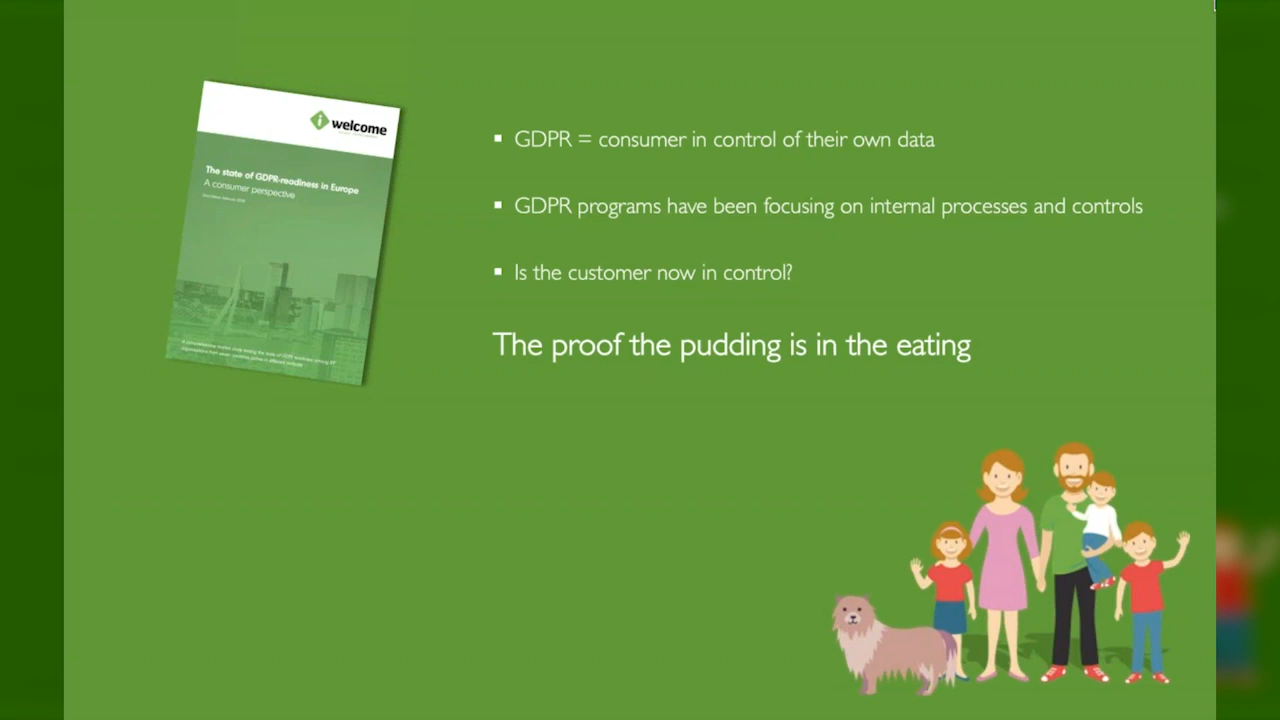 i welcome
The state of GDPR-readiness in Europe
A consumer perspective
▪ GDPR = consumer in control of their own data
▪ GDPR programs have been focusing on internal processes and controls
▪ Is the customer now in control?
The proof the pudding is in the eating